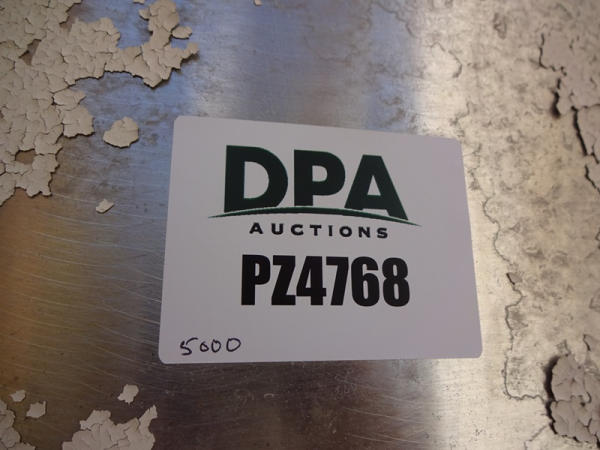 DPA
AUCTIONS
PZ4768
5000